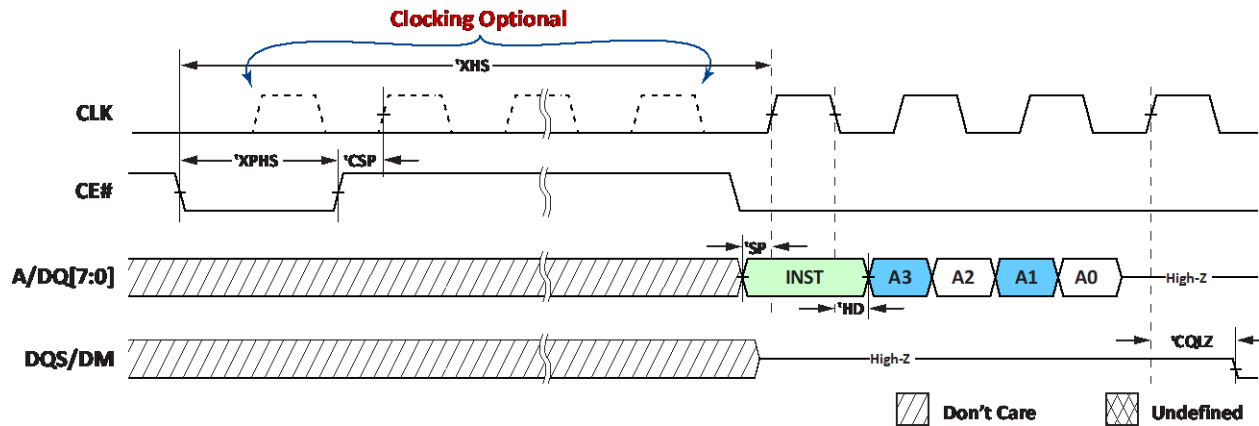 Clocking Optional
tXHS
CLK
tXPHS
tCSP
CE#
tSP
A/DQ[7:0]
INST
A3
A2
A1
A0
High-Z
tHD
DQS/DM
High-Z
tCQLZ
Don't Care
Undefined